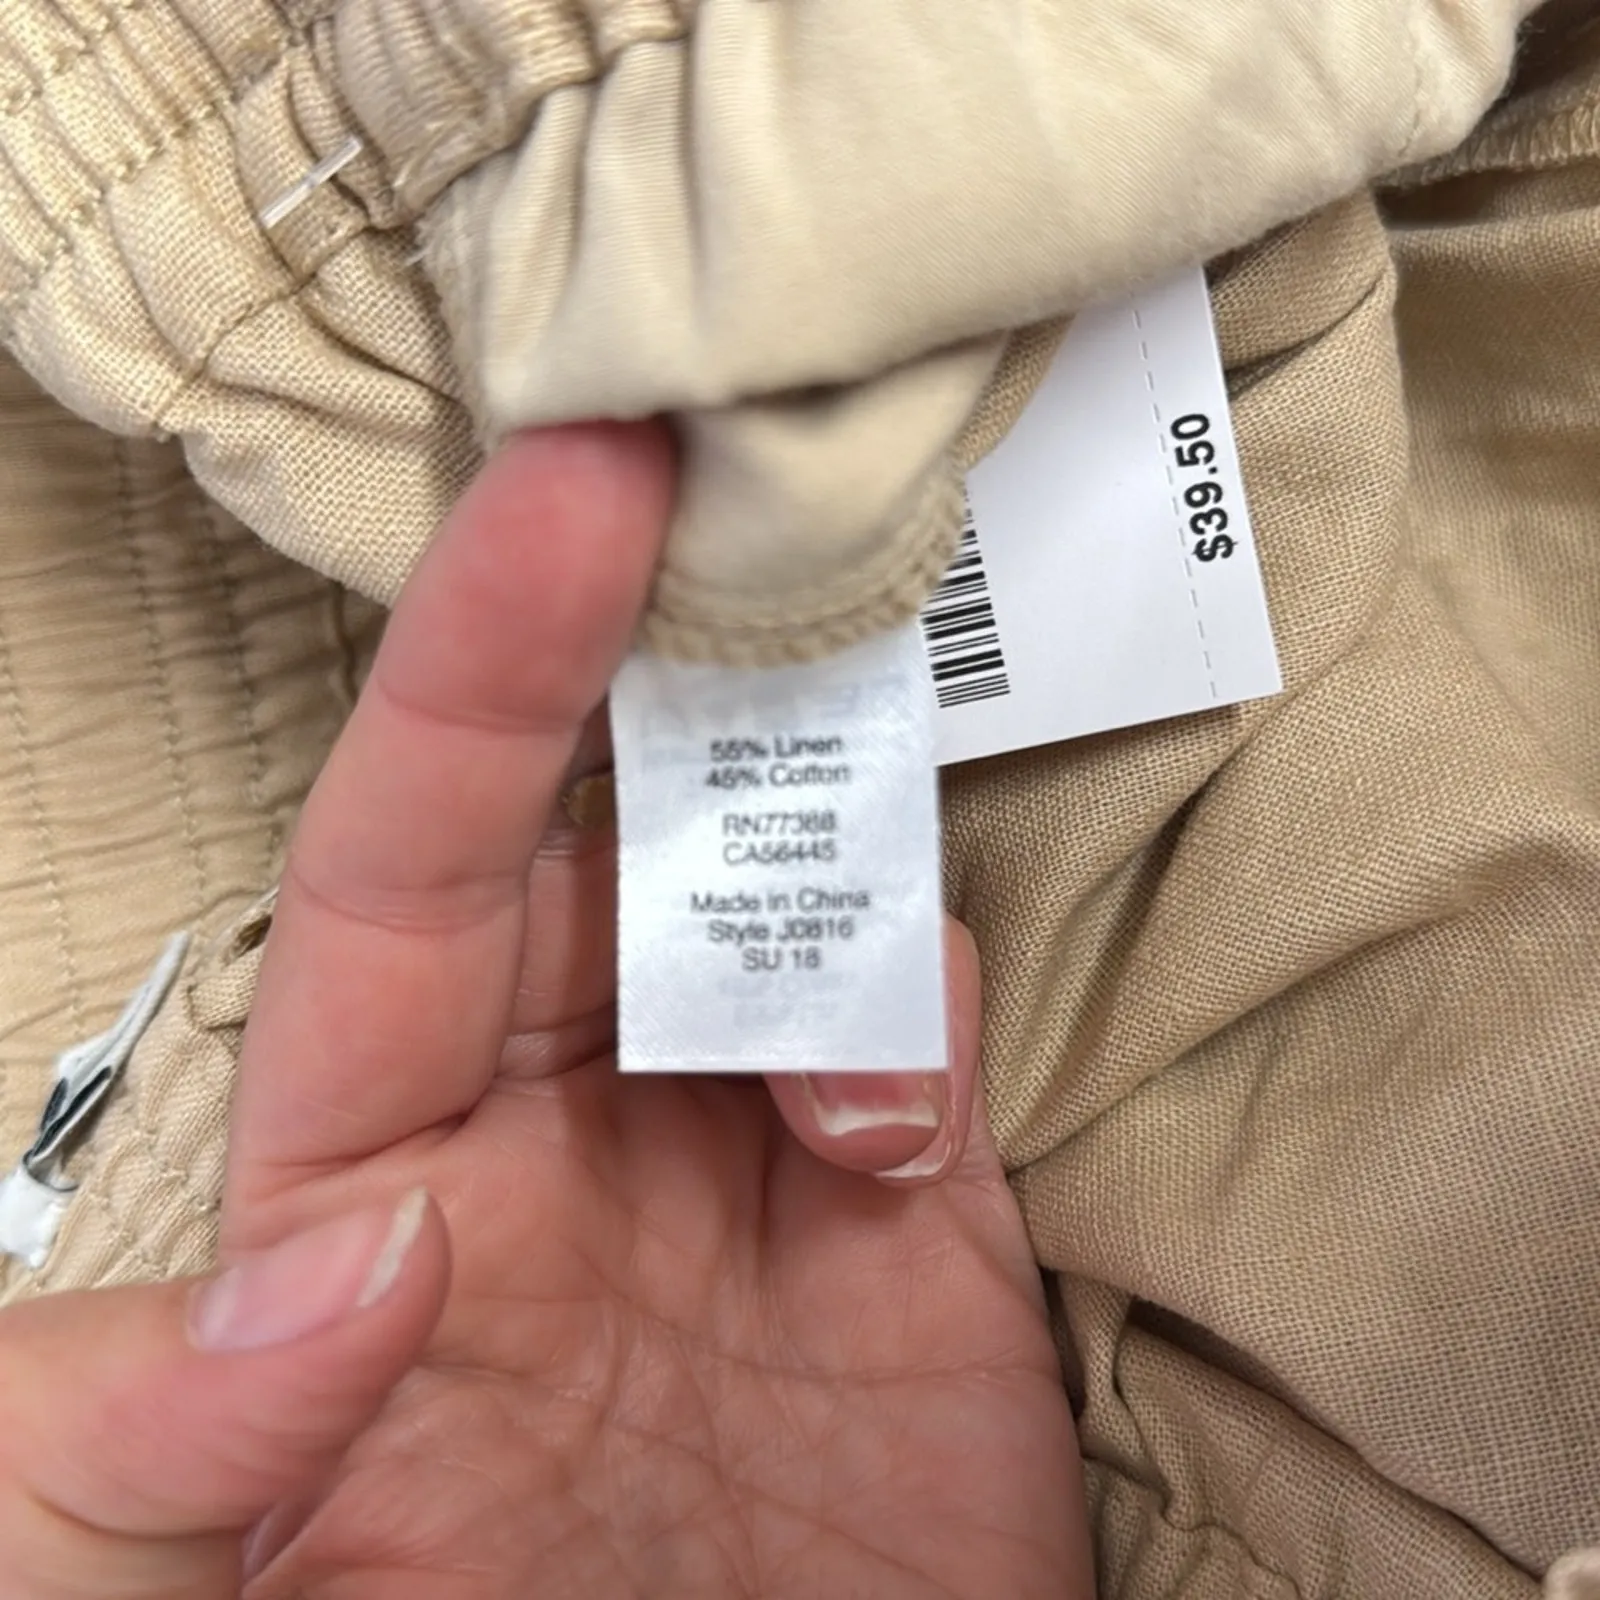 $39.50
55% Linen
45% Cotton
RN77388
CA56445
Made in China
Style J0816
SU 18